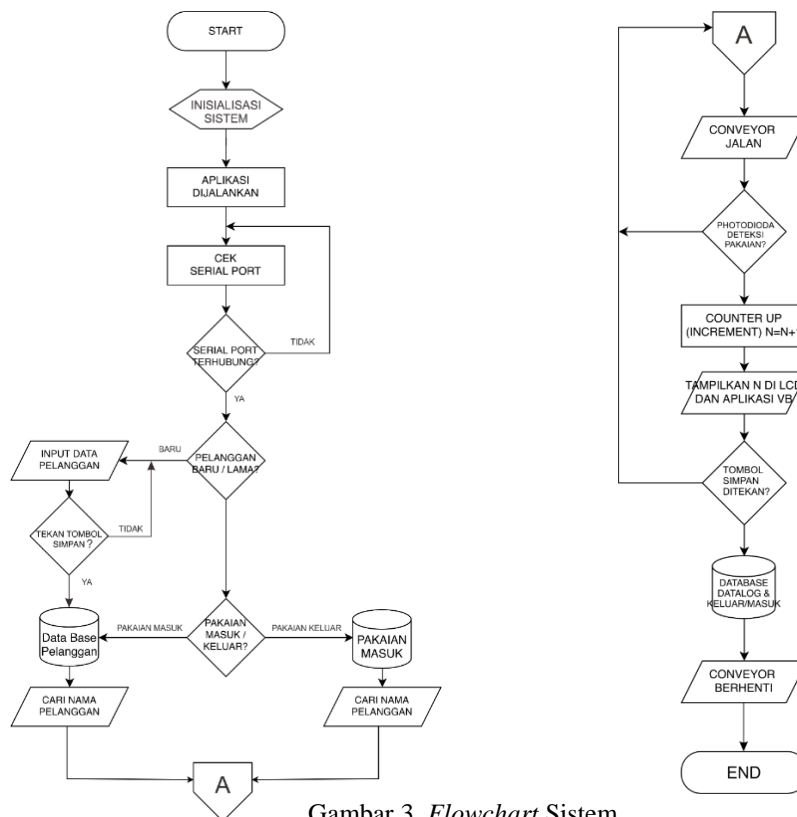 START
INISIALISASI
SISTEM
APLIKASI
DIJALANKAN
CEK
SERIAL PORT
SERIAL PORT
TERHUBUNG?
TIDAK
YA
PELANGGAN
BARU / LAMA?
BARU
INPUT DATA
PELANGGAN
TEKAN TOMBOL
SIMPAN ?
TIDAK
YA
Data Base
Pelanggan
PAKAIAN MASUK
PAKAIAN
MASUK /
KELUAR?
PAKAIAN KELUAR
PAKAIAN
MASUK
CARI NAMA
PELANGGAN
CARI NAMA
PELANGGAN
A
A
CONVEYOR
JALAN
PHOTODIODA
DETEKSI
PAKAIAN?
COUNTER UP
(INCREMENT) N=N+
TAMPILKAN N DI LCD
DAN APLIKASI VB
TOMBOL
SIMPAN
DITEKAN?
DATABASE
DATALOG &
KELUAR/MASUK
CONVEYOR
BERHENTI
END
Gambar 3. Flowchart Sistem